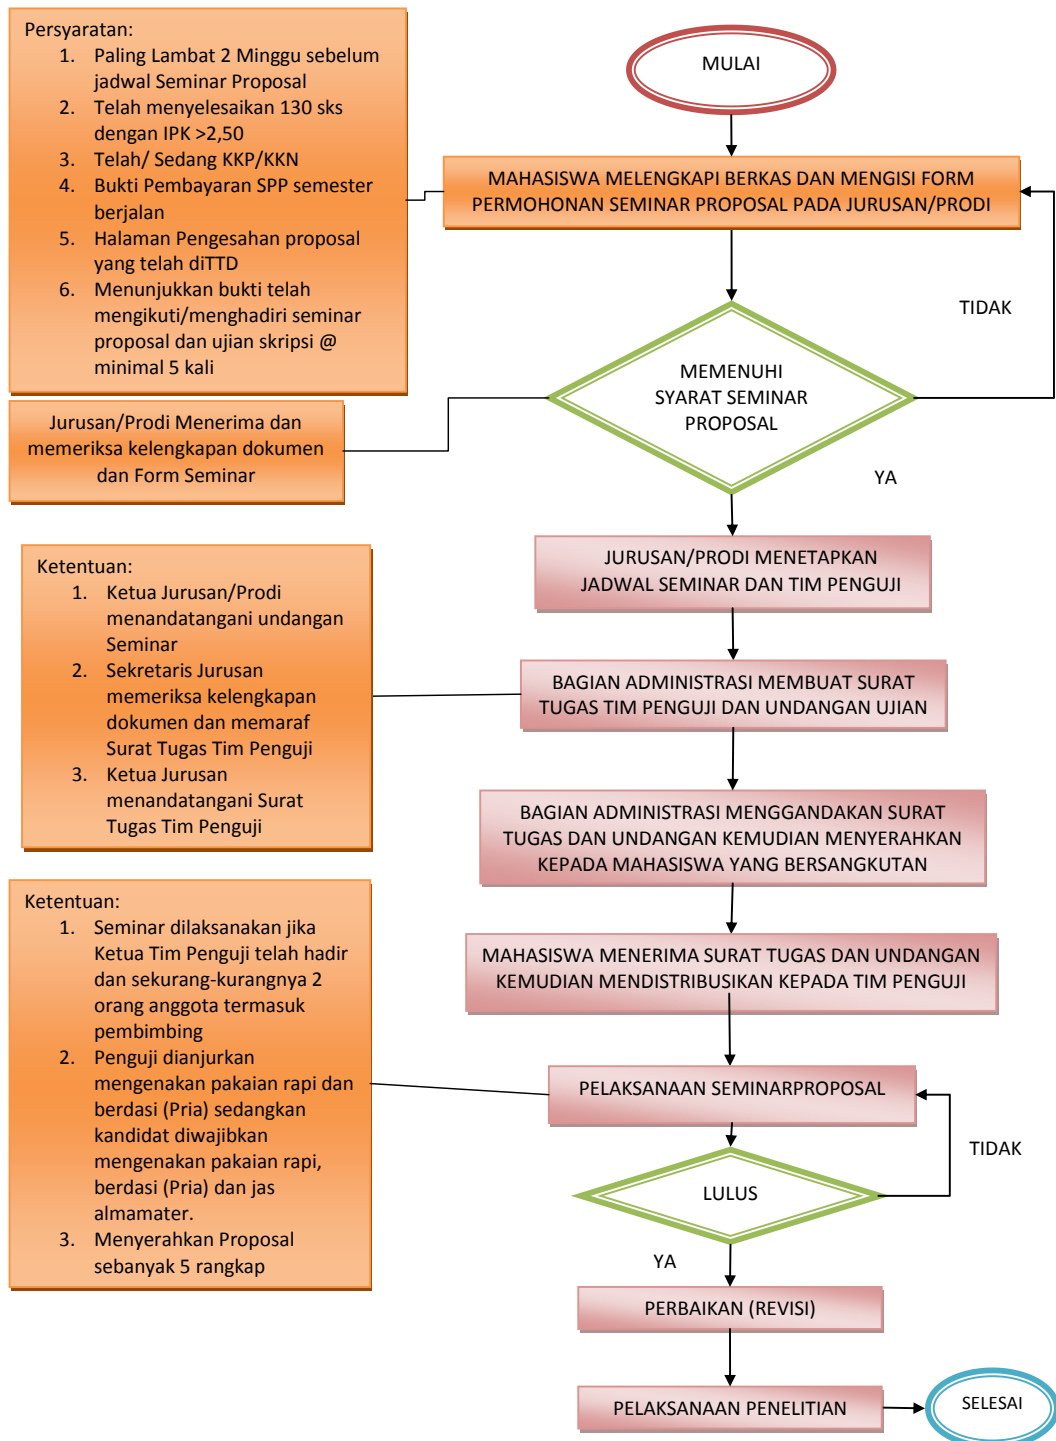 Persyaratan:
1. Paling Lambat 2 Minggu sebelum
jadwal Seminar Proposal
2. Telah menyelesaikan 130 sks
dengan IPK >2,50
3. Telah/ Sedang KKP/KKN
4. Bukti Pembayaran SPP semester
berjalan
5. Halaman Pengesahan proposal
yang telah diTTD
6. Menunjukkan bukti telah
mengikuti/menghadiri seminar
proposal dan ujian skripsi @
minimal 5 kali
MULAI
MAHASISWA MELENGKAPI BERKAS DAN MENGISI FORM
PERMOHONAN SEMINAR PROPOSAL PADA JURUSAN/PRODI
TIDAK
MEMENUHI
SYARAT SEMINAR
PROPOSAL
Jurusan/Prodi Menerima dan
memeriksa kelengkapan dokumen
dan Form Seminar
YA
JURUSAN/PRODI MENETAPKAN
JADWAL SEMINAR DAN TIM PENGUJI
Ketentuan:
1. Ketua Jurusan/Prodi
menandatangani undangan
Seminar
2. Sekretaris Jurusan
memeriksa kelengkapan
dokumen dan memaraf
Surat Tugas Tim Penguji
3. Ketua Jurusan
menandatangani Surat
Tugas Tim Penguji
BAGIAN ADMINISTRASI MEMBUAT SURAT
TUGAS TIM PENGUJI DAN UNDANGAN UJIAN
BAGIAN ADMINISTRASI MENGGANDAKAN SURAT
TUGAS DAN UNDANGAN KEMUDIAN MENYERAHKAN
KEPADA MAHASISWA YANG BERSANGKUTAN
MAHASISWA MENERIMA SURAT TUGAS DAN UNDANGAN
KEMUDIAN MENDISTRIBUSIKAN KEPADA TIM PENGUJI
Ketentuan:
1. Seminar dilaksanakan jika
Ketua Tim Penguji telah hadir
dan sekurang-kurangnya 2
orang anggota termasuk
pembimbing
2. Penguji dianjurkan
mengenakan pakaian rapi dan
berdasi (Pria) sedangkan
kandidat diwajibkan
mengenakan pakaian rapi,
berdasi (Pria) dan jas
almamater.
3. Menyerahkan Proposal
sebanyak 5 rangkap
PELAKSANAAN SEMINARPROPOSAL
TIDAK
LULUS
YA
PERBAIKAN (REVISI)
PELAKSANAAN PENELITIAN
SELESAI